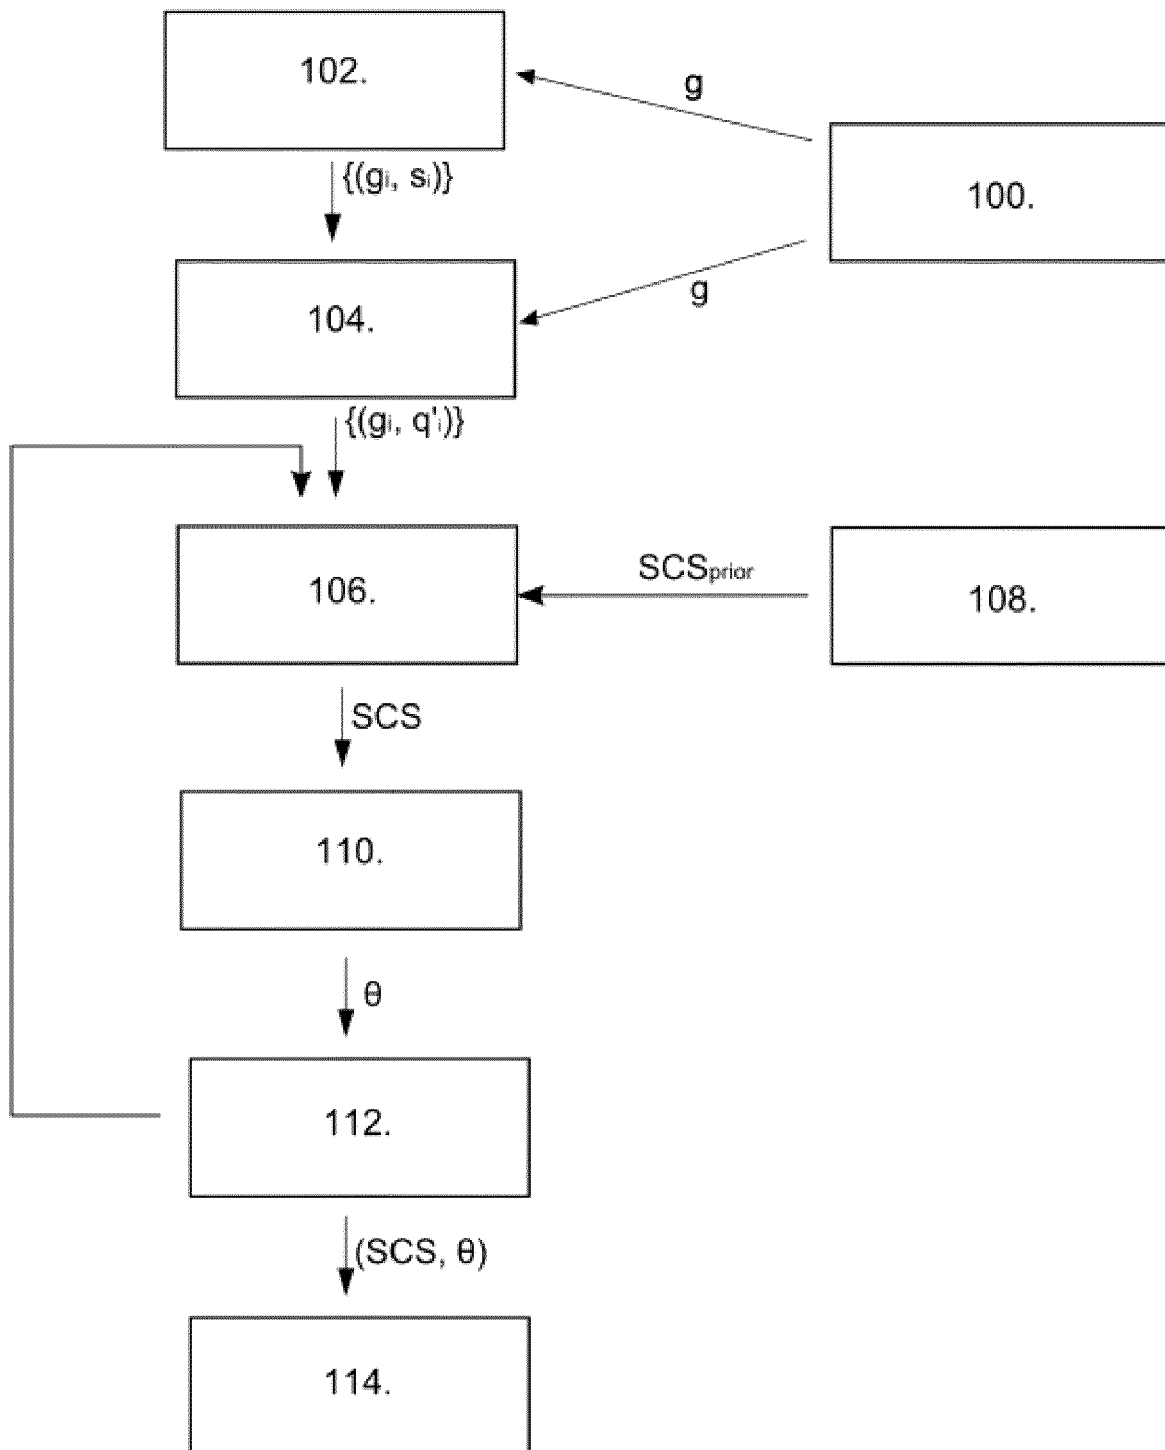 102.
g
100.
{(gᵢ, sᵢ)}
104.
g
{(gᵢ, q'ᵢ)}
106.
SCSprior
108.
SCS
110.
θ
112.
(SCS, θ)
114.